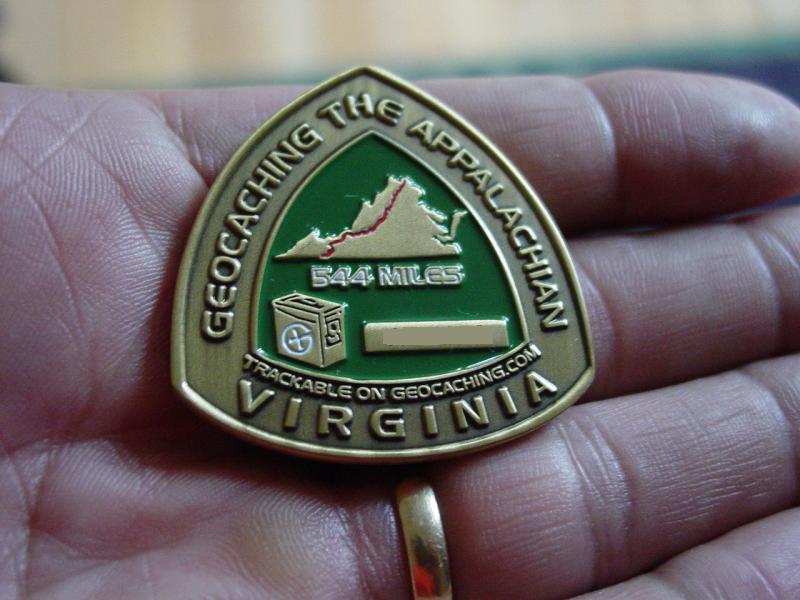 GEOCACHING THE APPALACHIAN
544 MILES
TRACKABLE ON GEOCACHING.COM
VIRGINIA